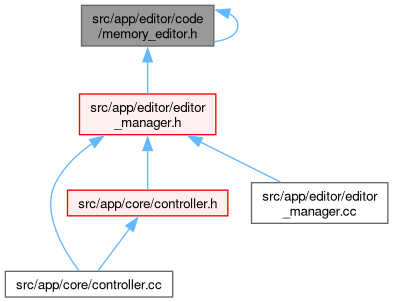 src/app/editor/code
/memory_editor.h
src/app/editor/editor
_manager.h
src/app/core/controller.h
src/app/editor/editor
_manager.cc
src/app/core/controller.cc